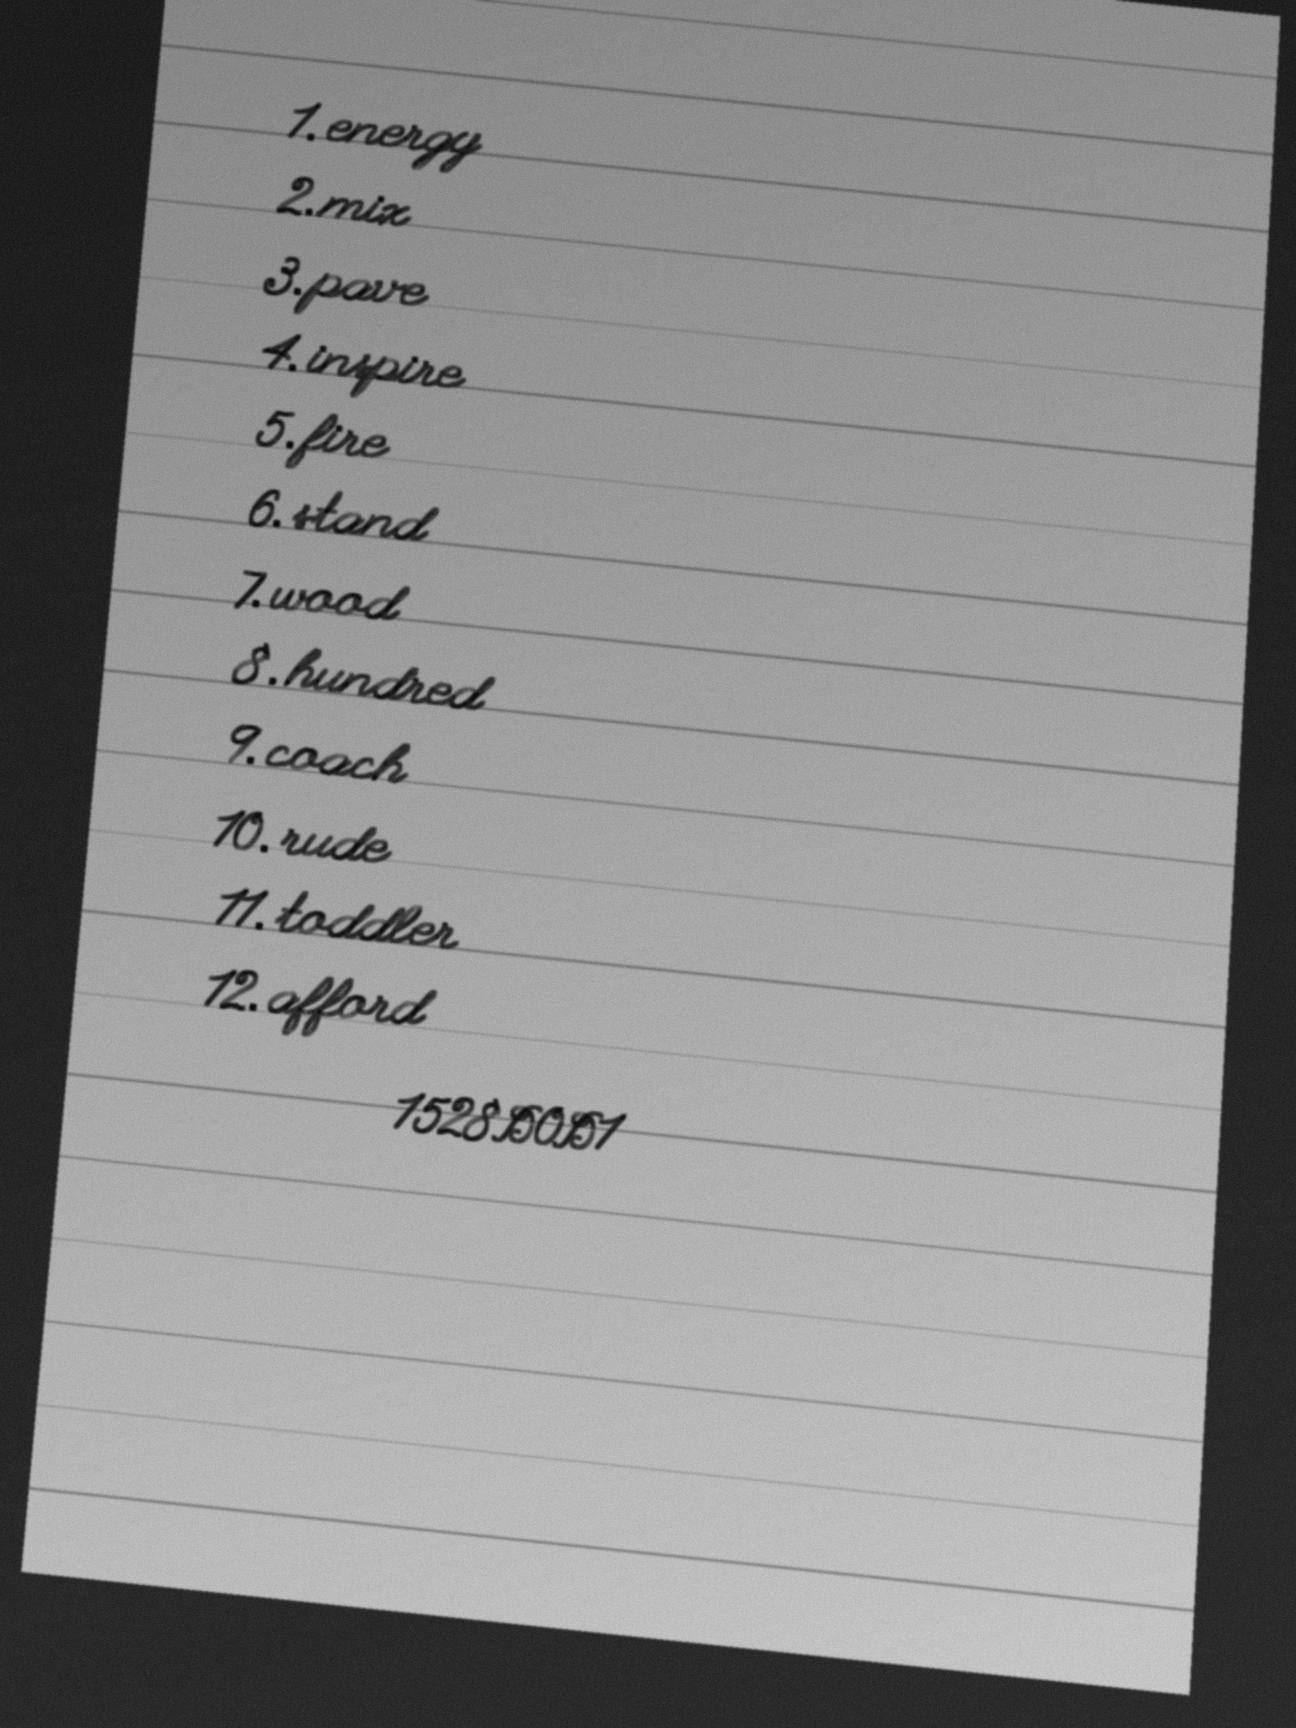 1. energy
2. mix
3. pave
4. inspire
5. fire
6. stand
7. wood
8. hundred
9. coach
10. rude
11. toddler
12. afford